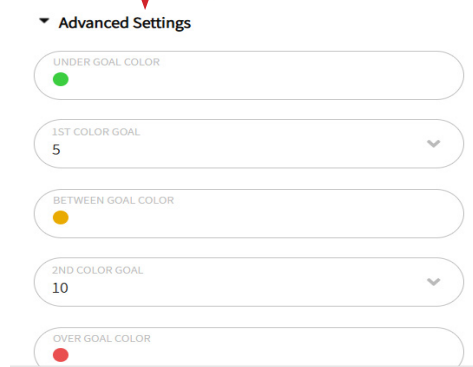 Advanced Settings
UNDER GOAL COLOR
1ST COLOR GOAL
5
BETWEEN GOAL COLOR
2ND COLOR GOAL
10
OVER GOAL COLOR